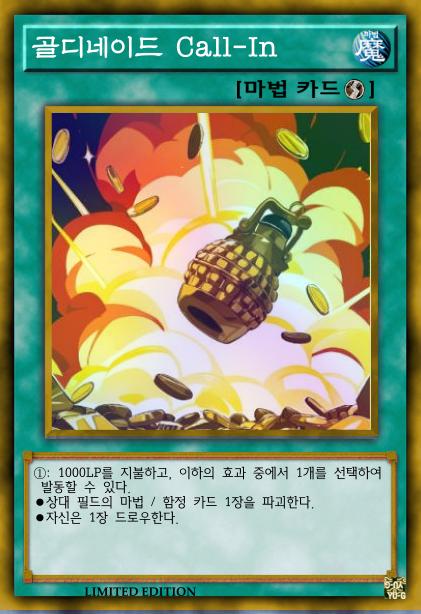 골디네이드 Call-In
마법
魔
[마법 카드]
①: 1000LP를 지불하고, 이하의 효과 중에서 1개를 선택하여
발동할 수 있다.
●상대 필드의 마법 / 함정 카드 1장을 파괴한다.
●자신은 1장 드로우한다.
LIMITED EDITION